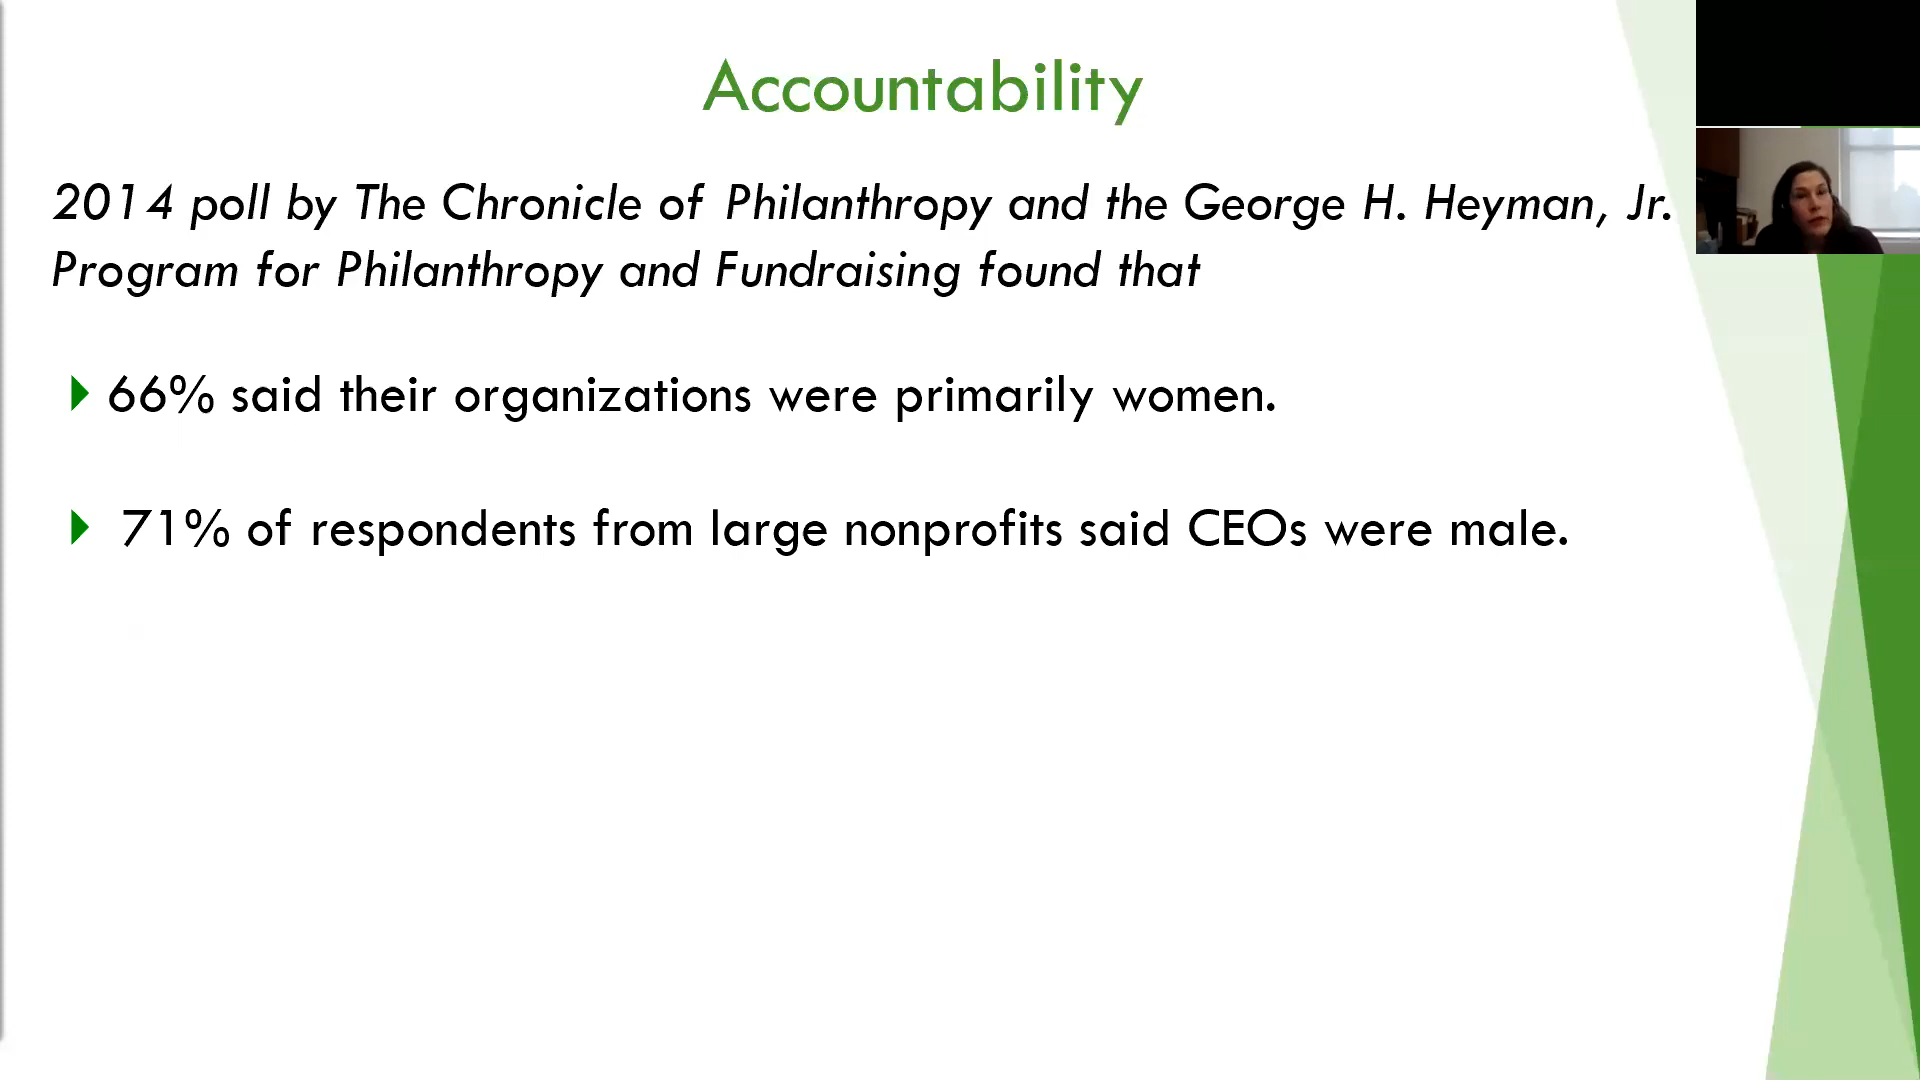 Accountability
2014 poll by The Chronicle of Philanthropy and the George H. Heyman, Jr.
Program for Philanthropy and Fundraising found that
66% said their organizations were primarily women.
71% of respondents from large nonprofits said CEOs were male.